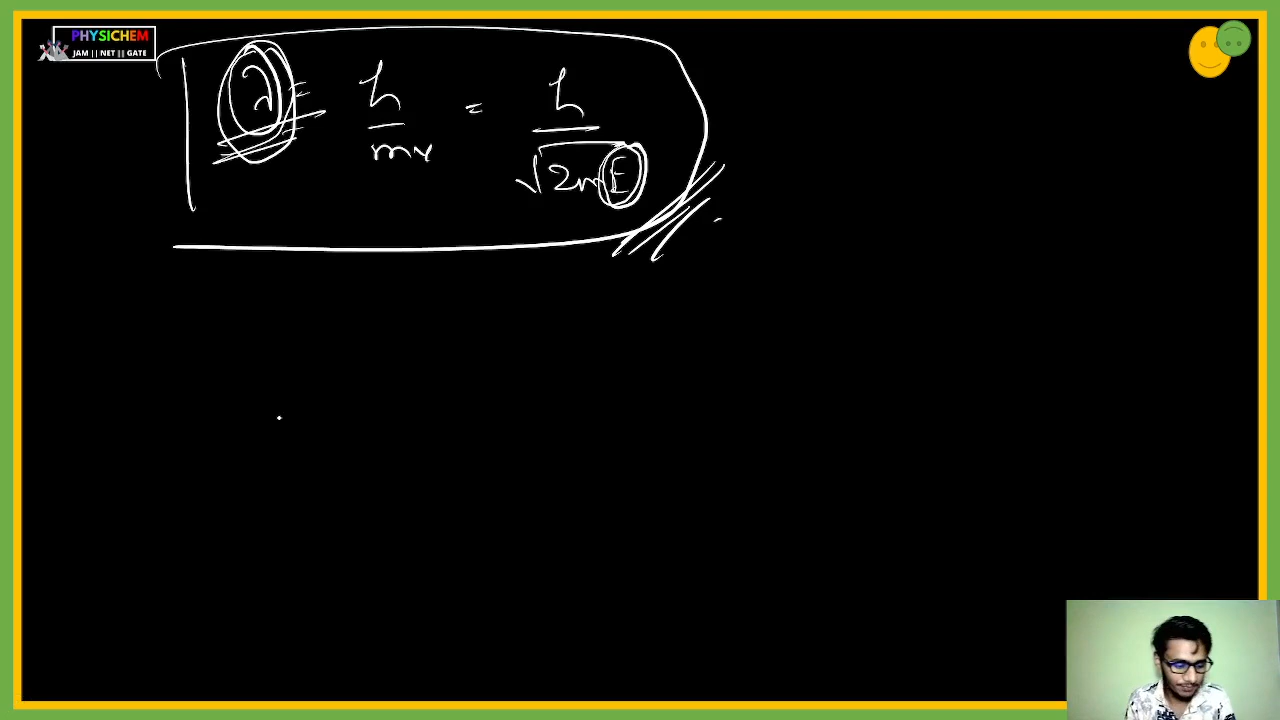 PHYSICHEM
JAM || NET || GATE
λ = h/mv = h/√2mE